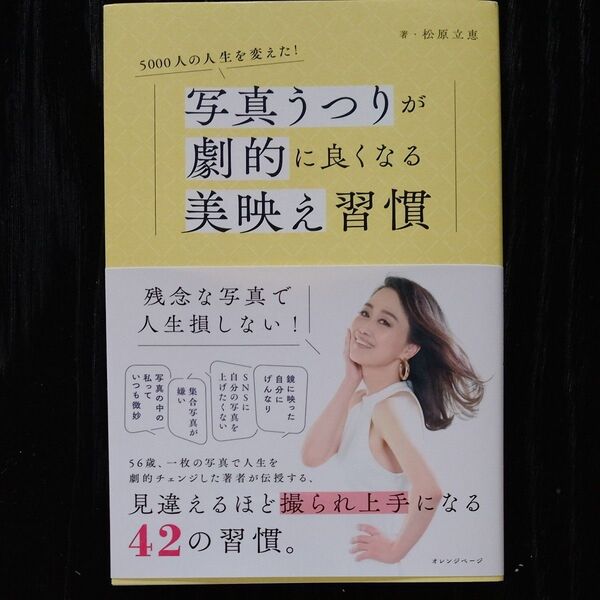 著・松原立惠
5000人の人生を変えた!
写真うつりが
劇的に良くなる
美映え習慣
残念な写真で
人生損しない!
鏡に映った
自分に
げんなり
SNSに
自分の写真を
上げたくない
集合写真が
嫌い
写真の中の
私って
いつも微妙
56歳、一枚の写真で人生を
劇的チェンジした著者が伝授する、
見違えるほど撮られ上手になる
42の習慣。
オレンジページ